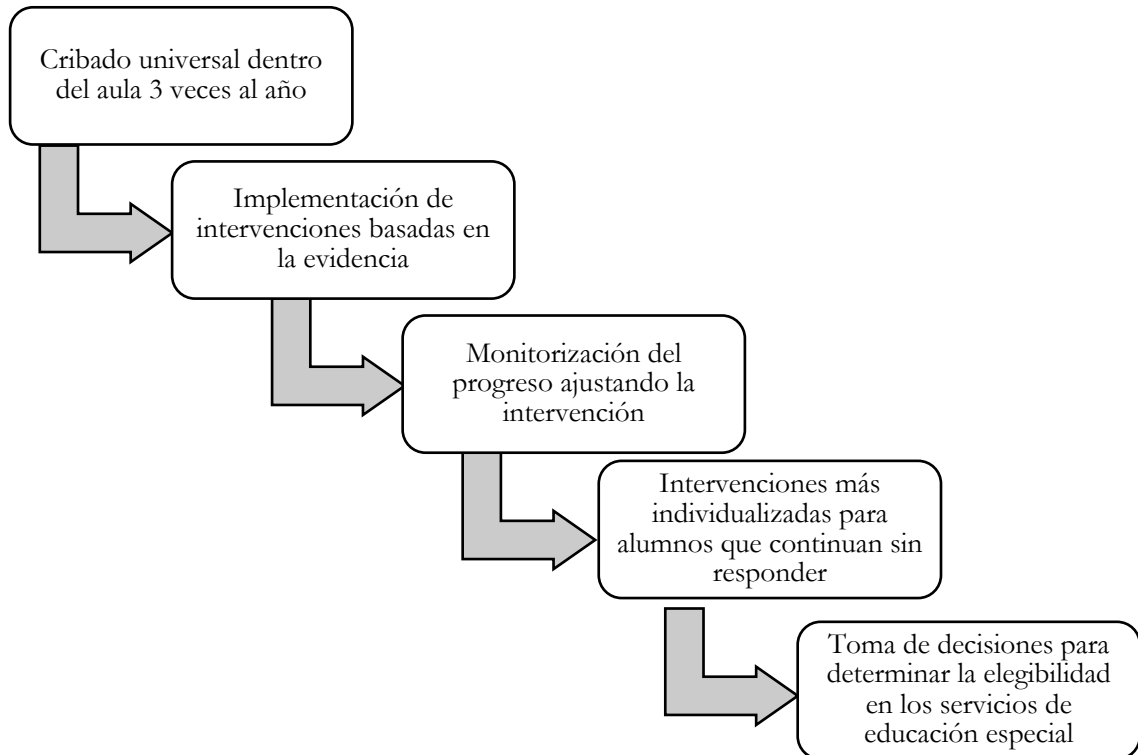 Cribado universal dentro
del aula 3 veces al año
Implementación de
intervenciones basadas en
la evidencia
Monitorización del
progreso ajustando la
intervención
Intervenciones más
individualizadas para
alumnos que continuan sin
responder
Toma de decisiones para
determinar la elegibilidad
en los servicios de
educación especial